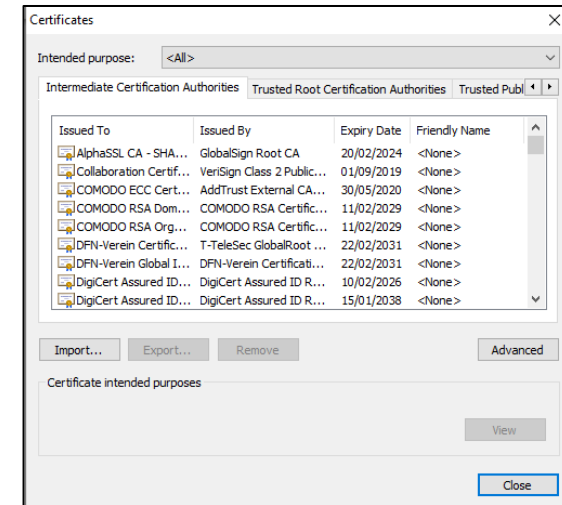 Certificates
Intended purpose: <All>
Intermediate Certification Authorities Trusted Root Certification Authorities Trusted Publ
Issued To Issued By Expiry Date Friendly Name
AlphaSSL CA - SHA... GlobalSign Root CA 20/02/2024 <None>
Collaboration Certif... VeriSign Class 2 Public... 01/09/2019 <None>
COMODO ECC Cert... AddTrust External CA... 30/05/2020 <None>
COMODO RSA Dom... COMODO RSA Certific... 11/02/2029 <None>
COMODO RSA Org... COMODO RSA Certific... 11/02/2029 <None>
DFN-Verein Certific... T-TeleSec GlobalRoot ... 22/02/2031 <None>
DFN-Verein Global I... DFN-Verein Certificati... 22/02/2031 <None>
DigiCert Assured ID... DigiCert Assured ID R... 10/02/2026 <None>
DigiCert Assured ID... DigiCert Assured ID R... 15/01/2038 <None>
Import... Export... Remove Advanced
Certificate intended purposes
View
Close